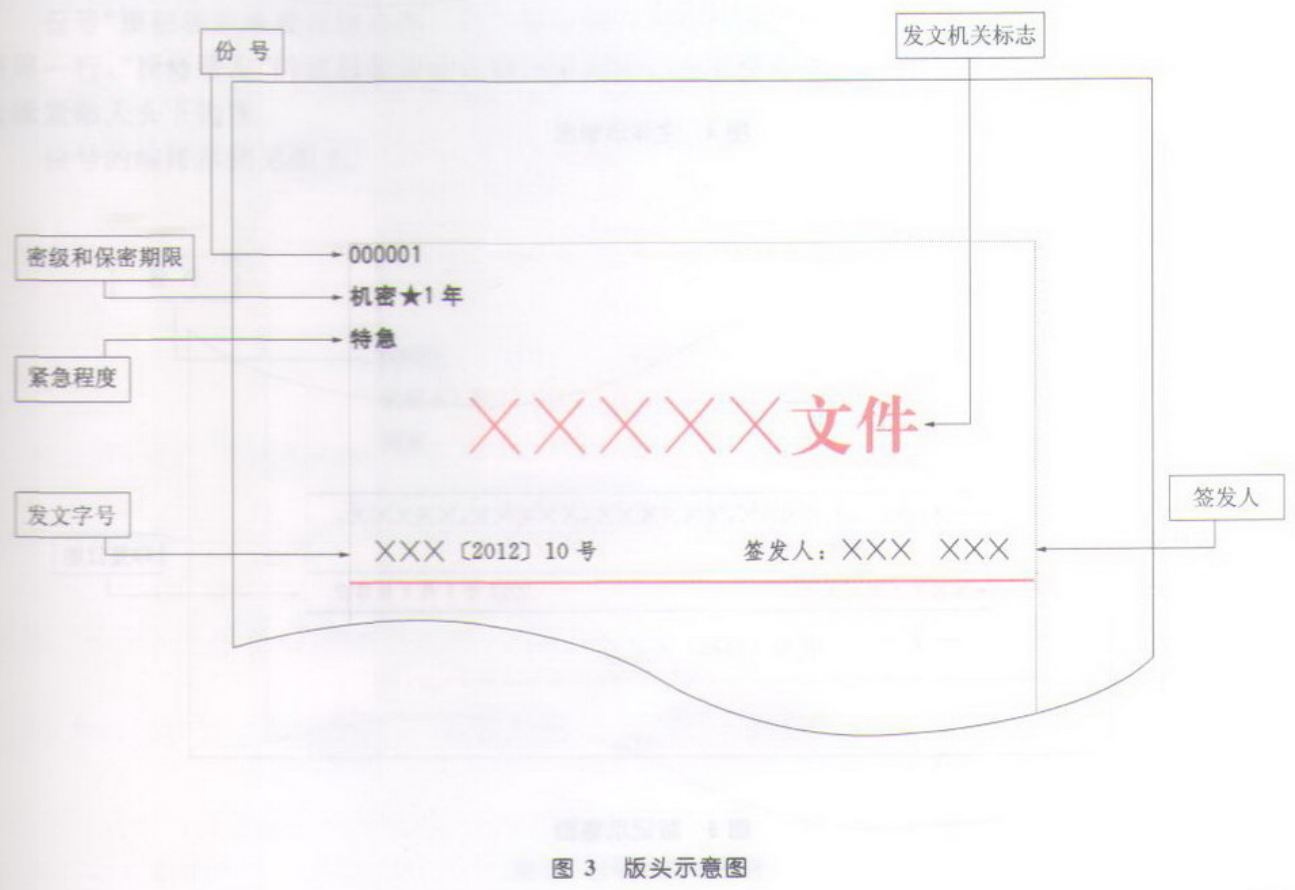 份 号
发文机关标志
密级和保密期限
000001
机密★1 年
特急
紧急程度
×××××文件
发文字号
签发人
×××〔2012〕10 号 签发人：××× ×××
图 3 版头示意图